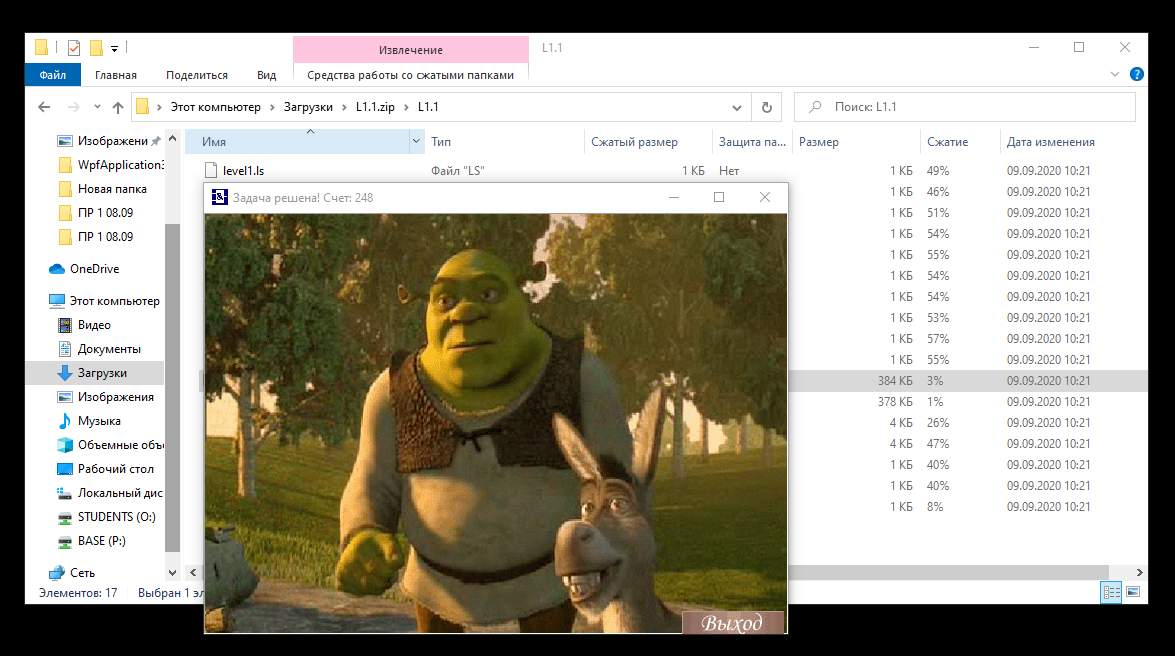 Извлечение
L1.1
Файл
Главная
Поделиться
Вид
Средства работы со сжатыми папками
?
Этот компьютер > Загрузки > L1.1.zip > L1.1
Поиск: L1.1
Имя Тип Сжатый размер Защита па... Размер Сжатие Дата изменения
level1.ls Файл "LS" 1 КБ Нет 1 КБ 49% 09.09.2020 10:21
1 КБ 46% 09.09.2020 10:21
1 КБ 51% 09.09.2020 10:21
1 КБ 54% 09.09.2020 10:21
1 КБ 55% 09.09.2020 10:21
1 КБ 54% 09.09.2020 10:21
1 КБ 54% 09.09.2020 10:21
1 КБ 53% 09.09.2020 10:21
1 КБ 57% 09.09.2020 10:21
1 КБ 55% 09.09.2020 10:21
384 КБ 3% 09.09.2020 10:21
378 КБ 1% 09.09.2020 10:21
4 КБ 26% 09.09.2020 10:21
4 КБ 47% 09.09.2020 10:21
1 КБ 40% 09.09.2020 10:21
1 КБ 40% 09.09.2020 10:21
1 КБ 8% 09.09.2020 10:21
Изображени
WpfApplication3
Новая папка
ПР 1 08.09
ПР 1 08.09
OneDrive
Этот компьютер
Видео
Документы
Загрузки
Изображения
Музыка
Объемные объ
Рабочий стол
Локальный дис
STUDENTS (O:)
BASE (P:)
Сеть
Элементов: 17 Выбран 1 эл
Задача решена! Счет: 248
Выход